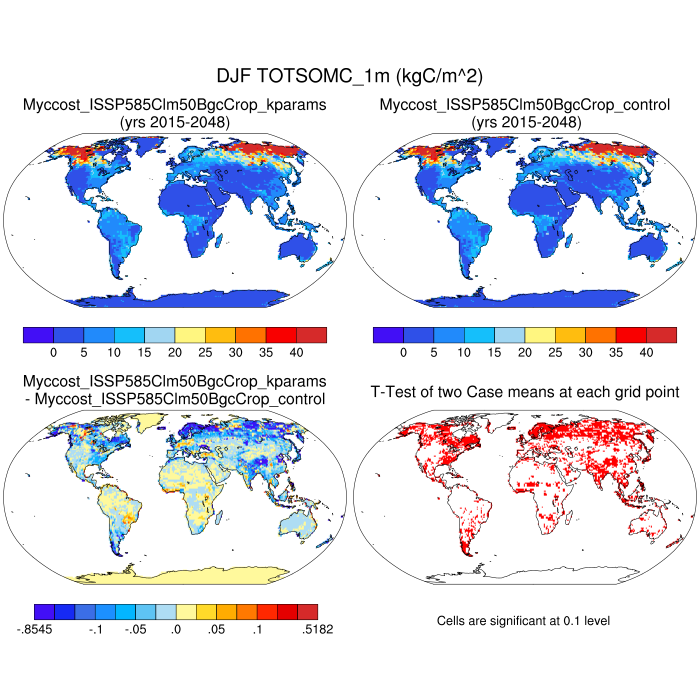 DJF TOTSOMC_1m (kgC/m^2)
Myccost_ISSP585Clm50BgcCrop_kparams
(yrs 2015-2048)
Myccost_ISSP585Clm50BgcCrop_control
(yrs 2015-2048)
0 5 10 15 20 25 30 35 40
0 5 10 15 20 25 30 35 40
Myccost_ISSP585Clm50BgcCrop_kparams
- Myccost_ISSP585Clm50BgcCrop_control
T-Test of two Case means at each grid point
-.8545 -.1 -.05 .0 .05 .1 .5182
Cells are significant at 0.1 level